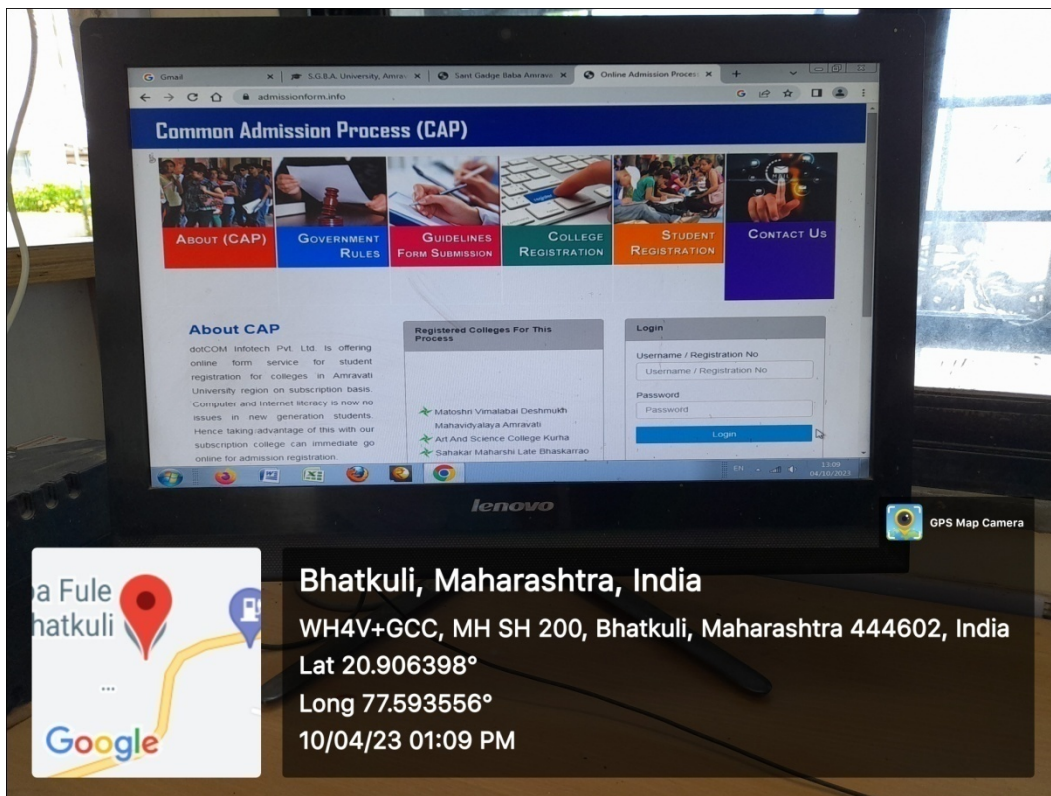 Gmail
S.G.B.A. University, Amrav
Sant Gadge Baba Amrava
Online Admission Proces
admissionform.info
Common Admission Process (CAP)
ABOUT (CAP)
GOVERNMENT
RULES
GUIDELINES
FORM SUBMISSION
COLLEGE
REGISTRATION
STUDENT
REGISTRATION
CONTACT US
About CAP
dotCOM Infotech Pvt. Ltd. Is offering
online form service for student
registration for colleges in Amravati
University region on subscription basis.
Computer and Internet literacy is now no
issues in new generation students.
Hence taking advantage of this with our
subscription college can immediate go
online for admission registration.
Registered Colleges For This
Process
Matoshri Vimalabai Deshmukh
Mahavidyalaya Amravati
Art And Science College Kurha
Sahakar Maharshi Late Bhaskarrao
Login
Username / Registration No
Username / Registration No
Password
Password
Login
EN
13:09
04/10/2023
lenovo
GPS Map Camera
a Fule
hatkuli
...
Google
Bhatkuli, Maharashtra, India
WH4V+GCC, MH SH 200, Bhatkuli, Maharashtra 444602, India
Lat 20.906398°
Long 77.593556°
10/04/23 01:09 PM